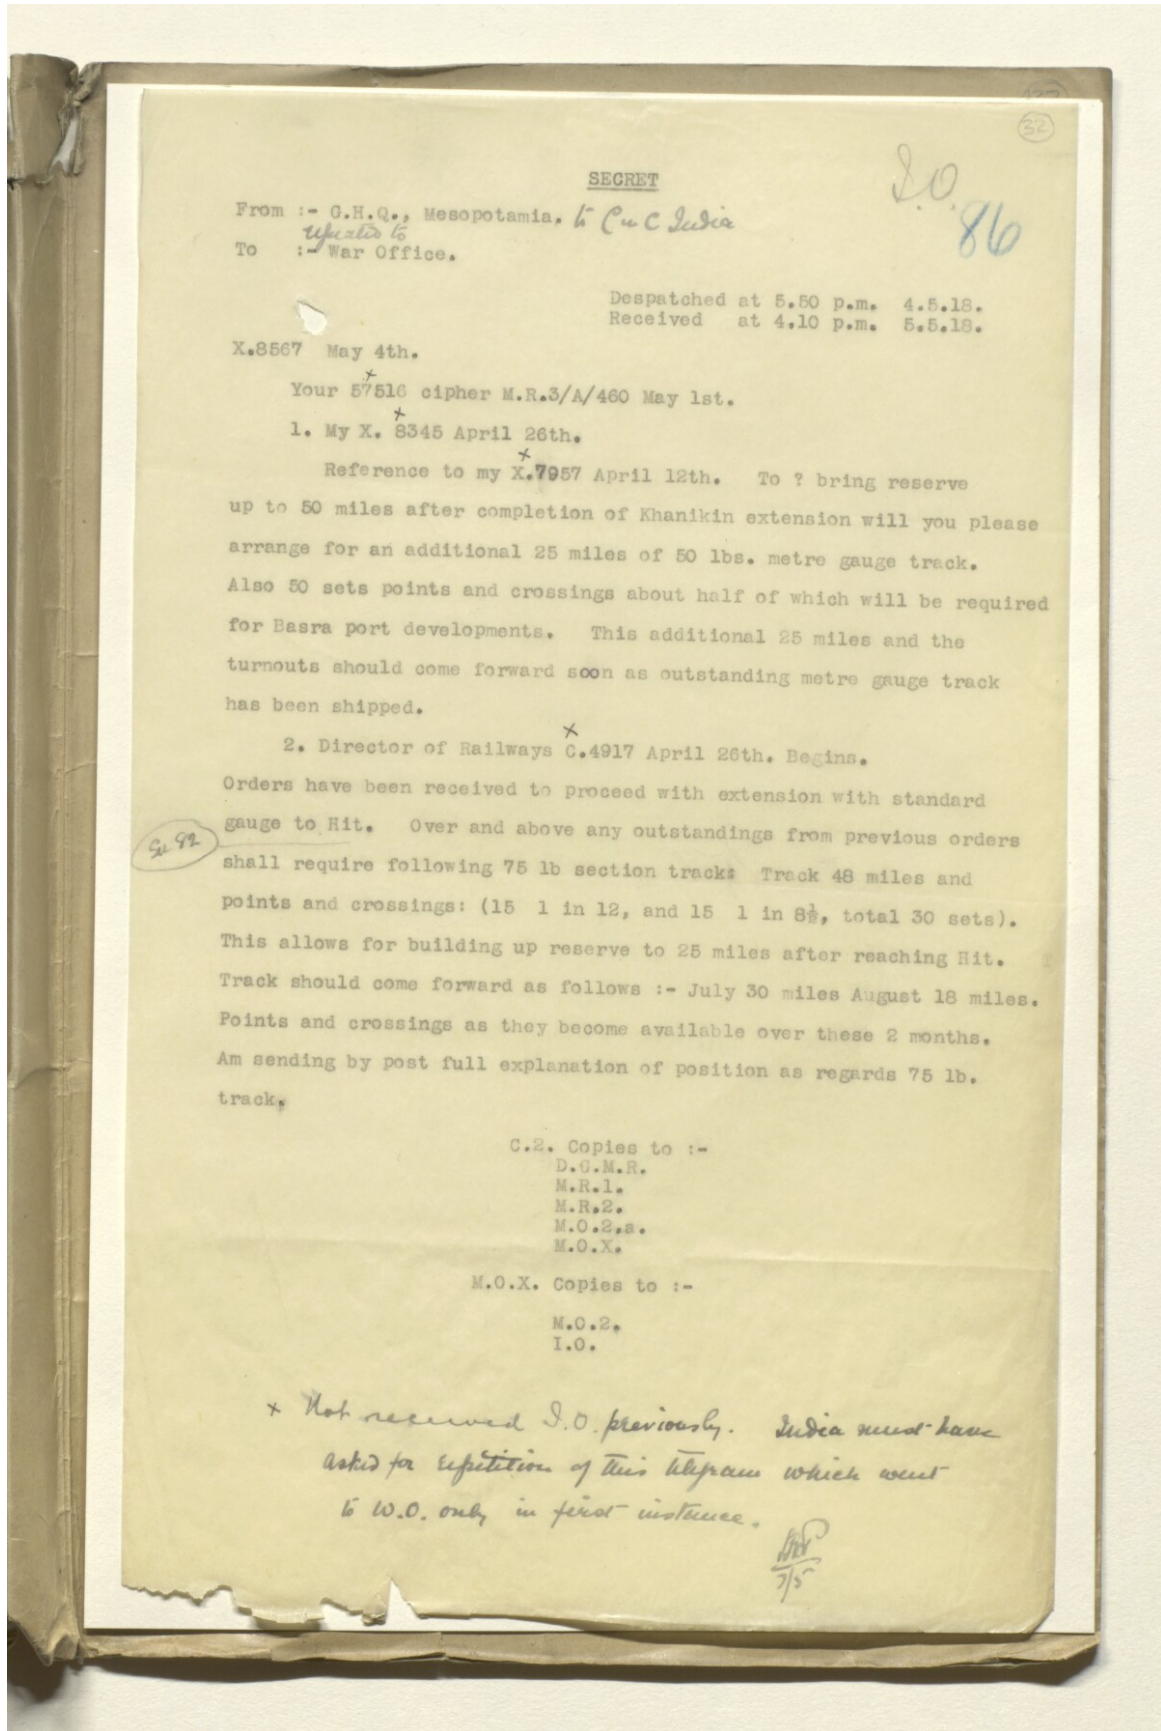 32
I.O.
86
SECRET
From :- G.H.Q., Mesopotamia. to C in C India
repeated to
To :- War Office.
Despatched at 5.50 p.m. 4.5.18.
Received at 4.10 p.m. 5.5.18.
X.8567 May 4th.
x
Your 57516 cipher M.R.3/A/460 May 1st.
x
1. My X. 8345 April 26th.
x
Reference to my X.7957 April 12th. To ? bring reserve
up to 50 miles after completion of Khanikin extension will you please
arrange for an additional 25 miles of 50 lbs. metre gauge track.
Also 50 sets points and crossings about half of which will be required
for Basra port developments. This additional 25 miles and the
turnouts should come forward soon as outstanding metre gauge track
has been shipped.
x
2. Director of Railways C.4917 April 26th. Begins.
Orders have been received to proceed with extension with standard
gauge to Hit. Over and above any outstandings from previous orders
82
shall require following 75 lb section track: Track 48 miles and
points and crossings: (15 1 in 12, and 15 1 in 8½, total 30 sets).
This allows for building up reserve to 25 miles after reaching Hit.
Track should come forward as follows :- July 30 miles August 18 miles.
Points and crossings as they become available over these 2 months.
Am sending by post full explanation of position as regards 75 lb.
track.
C.2. Copies to :-
D.G.M.R.
M.R.1.
M.R.2.
M.O.2.a.
M.O.X.
M.O.X. Copies to :-
M.O.2.
I.O.
x Not received I.O. previously. India must have
asked for repetition of this telegram which went
to W.O. only in first instance.
7/5